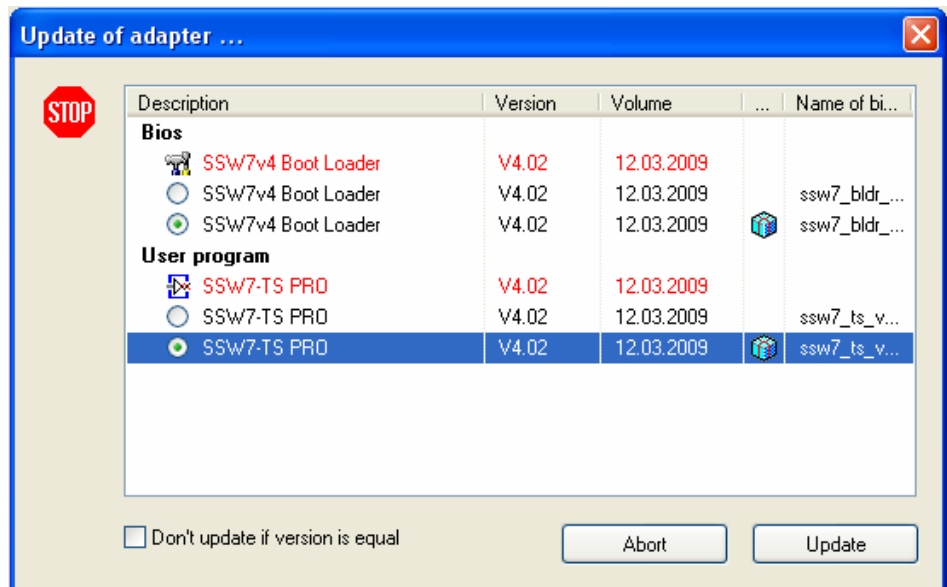 Update of adapter ...
STOP
Description Version Volume ... Name of bi...
Bios
SSW7v4 Boot Loader V4.02 12.03.2009
SSW7v4 Boot Loader V4.02 12.03.2009 ssw7_bldr_...
SSW7v4 Boot Loader V4.02 12.03.2009 ssw7_bldr_...
User program
SSW7-TS PRO V4.02 12.03.2009
SSW7-TS PRO V4.02 12.03.2009 ssw7_ts_v...
SSW7-TS PRO V4.02 12.03.2009 ssw7_ts_v...
Don't update if version is equal
Abort Update